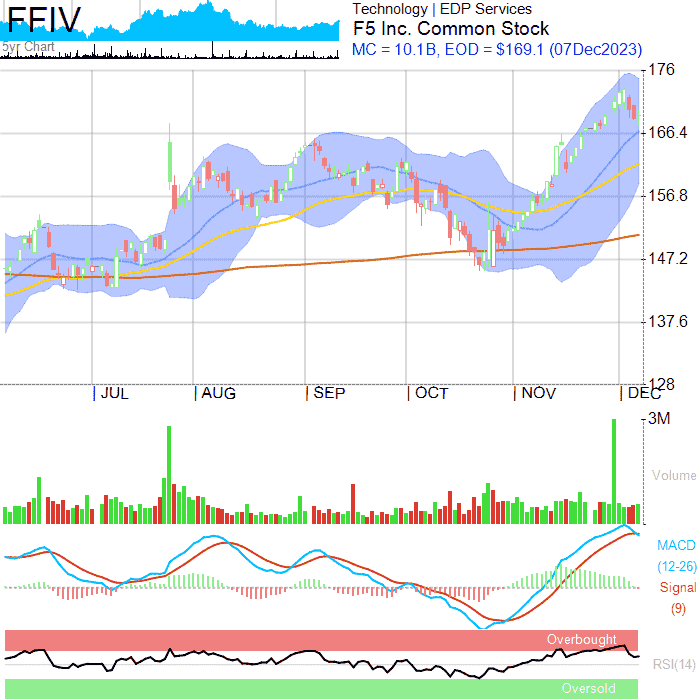 FFIV
5yr Chart
Technology | EDP Services
F5 Inc. Common Stock
MC = 10.1B, EOD = $169.1 (07Dec2023)
176
166.4
156.8
147.2
137.6
128
JUL AUG SEP OCT NOV DEC
3M
Volume
MACD
(12-26)
Signal
(9)
Overbought
RSI(14)
Oversold